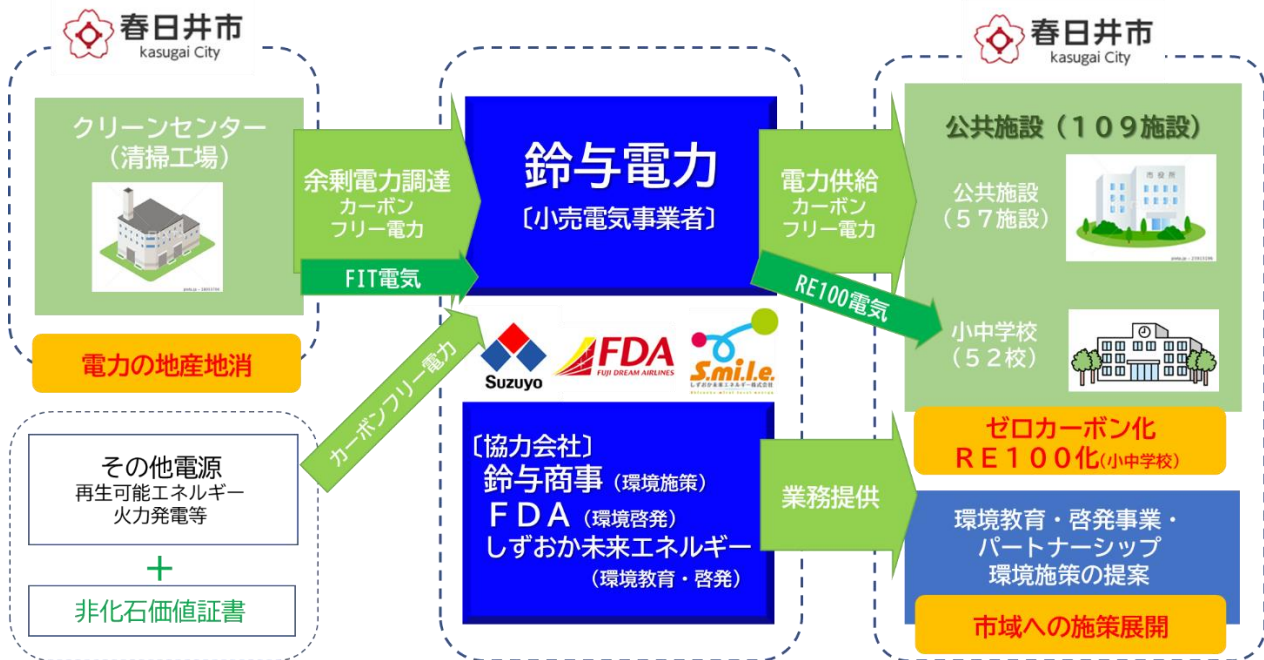 春日井市
kasugai City
クリーンセンター
（清掃工場）
電力の地産地消
余剰電力調達
カーボン
フリー電力
FIT電気
その他電源
再生可能エネルギー
火力発電等
+
非化石価値証書
カーボンフリー電力
鈴与電力
〔小売電気事業者〕
Suzuyo
FDA
FUJI DREAM AIRLINES
S.mi.l.e.
しずおか未来エネルギー株式会社
〔協力会社〕
鈴与商事（環境施策）
ＦＤＡ（環境啓発）
しずおか未来エネルギー
（環境教育・啓発）
電力供給
カーボン
フリー電力
RE100電気
業務提供
春日井市
kasugai City
公共施設（１０９施設）
公共施設
（５７施設）
市役所
小中学校
（５２校）
ゼロカーボン化
ＲＥ１００化(小中学校)
環境教育・啓発事業・
パートナーシップ
環境施策の提案
市域への施策展開